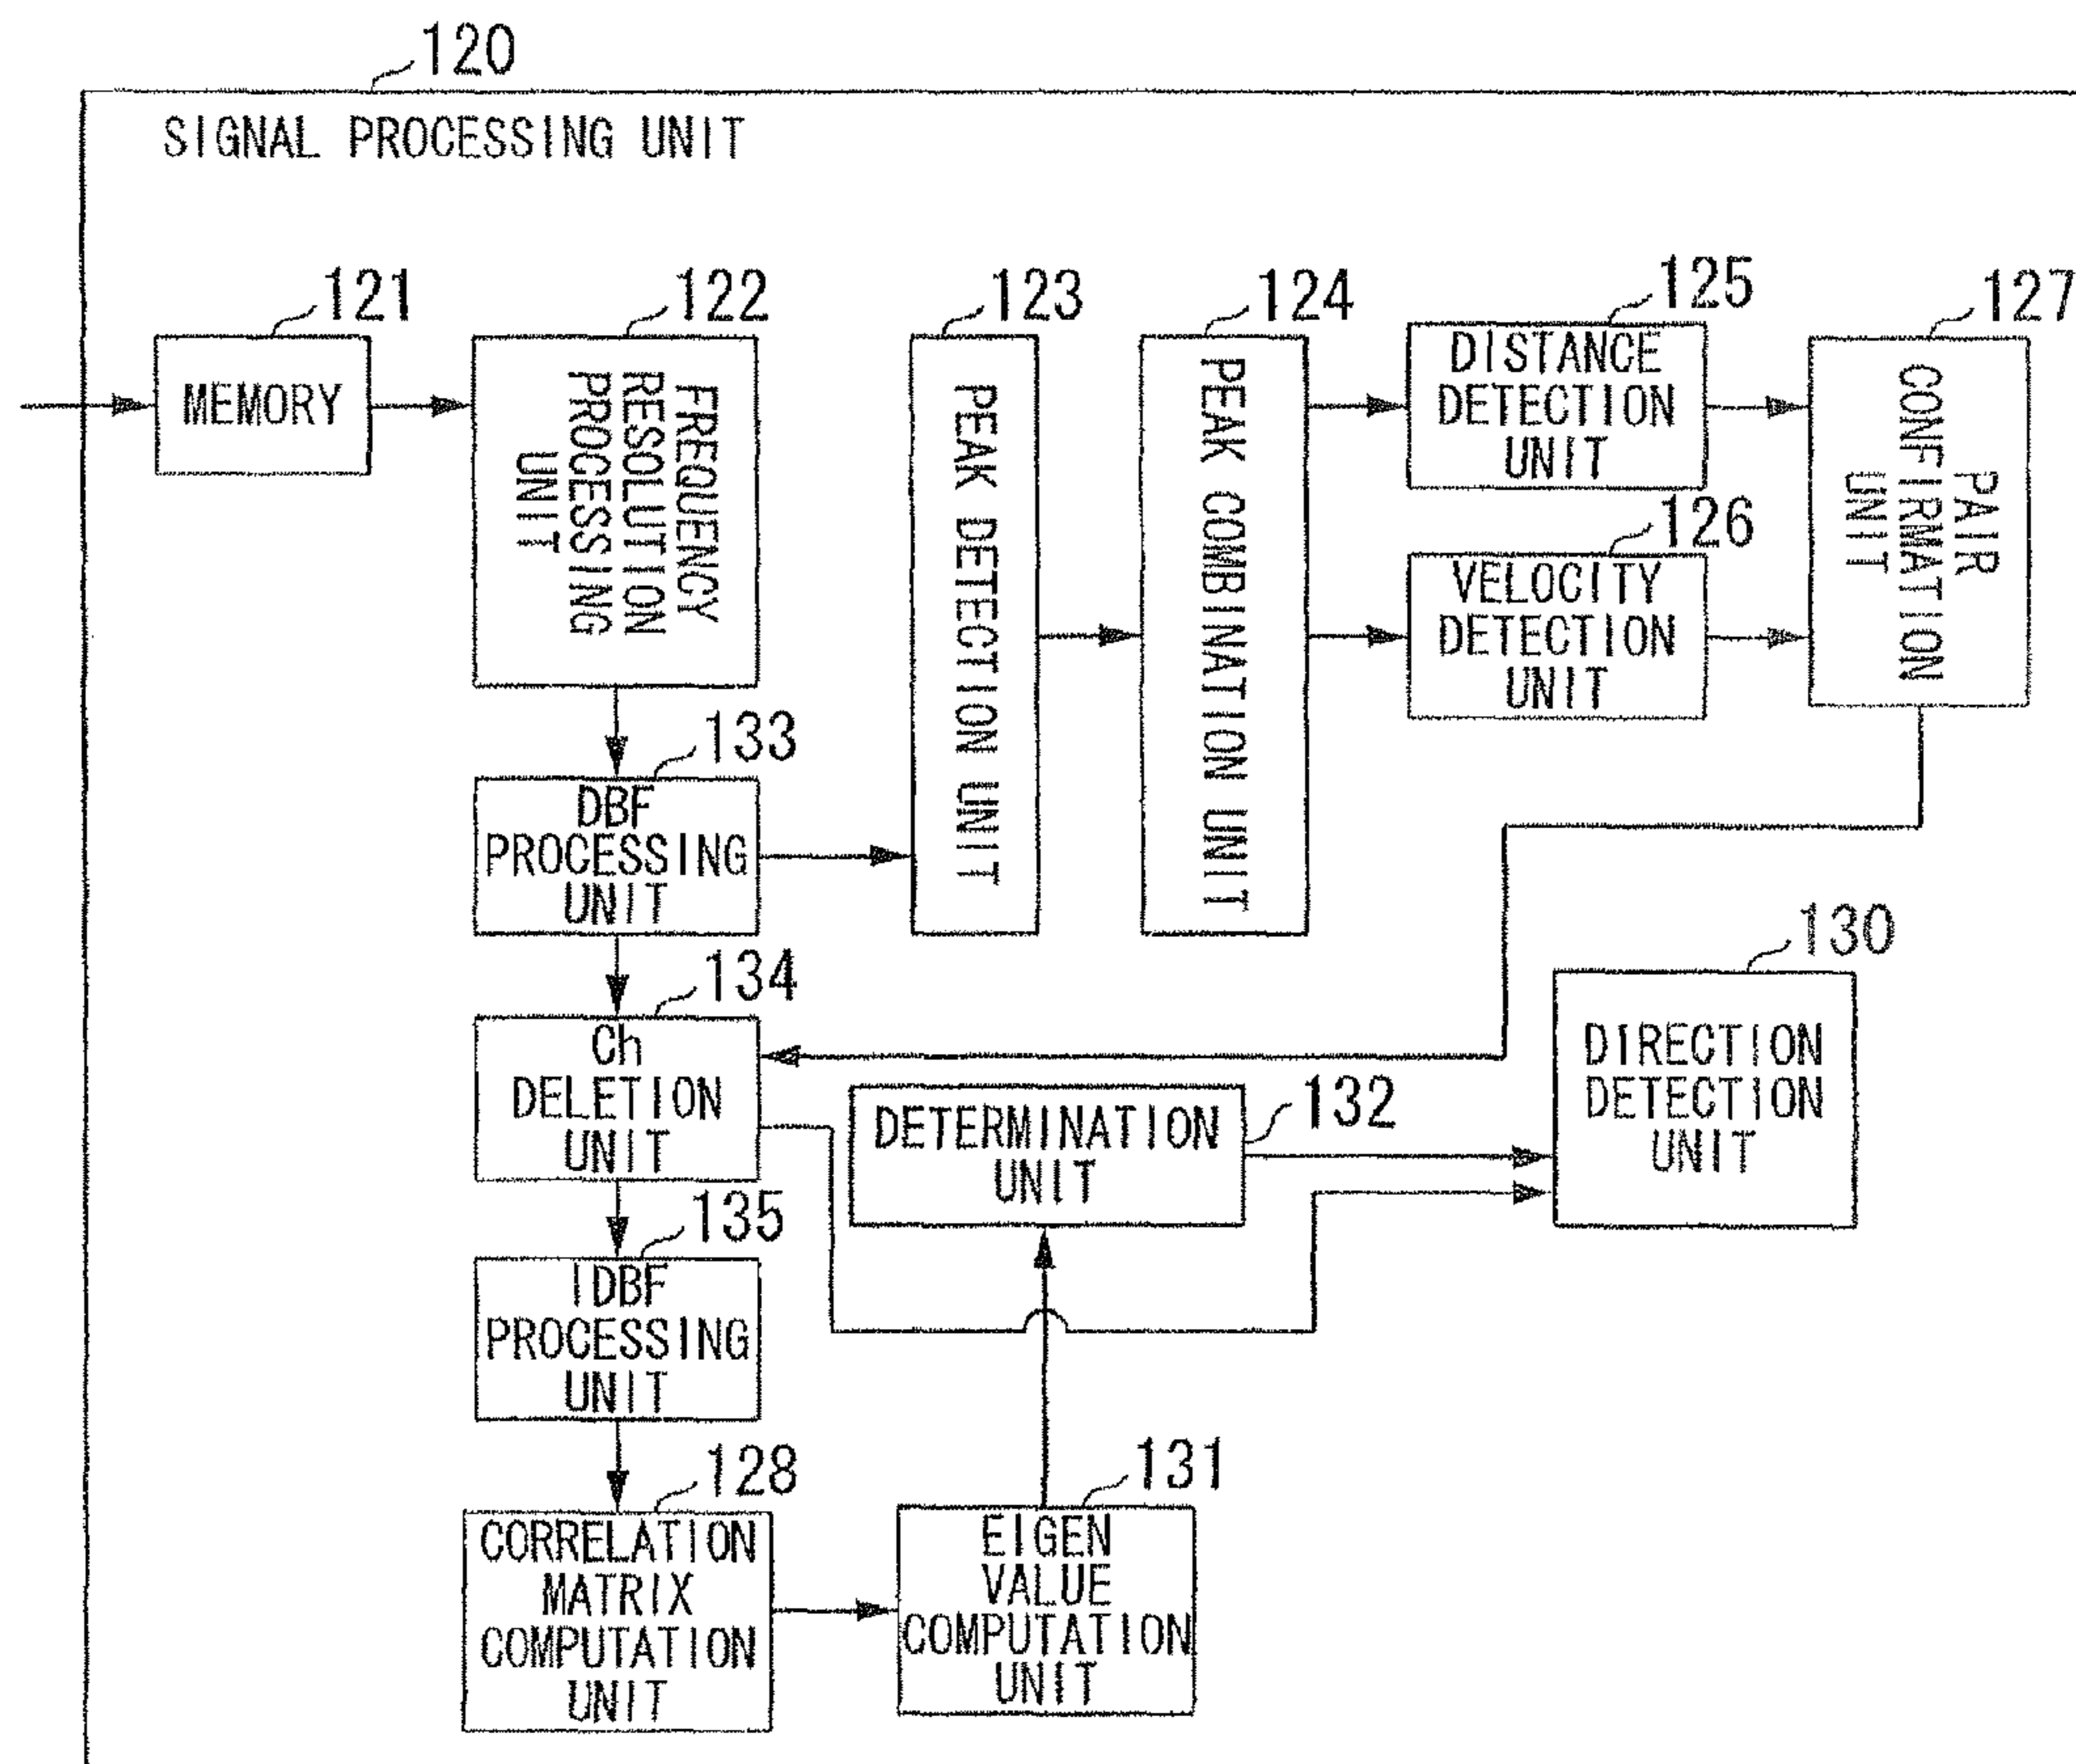 120
SIGNAL PROCESSING UNIT
121
MEMORY
122
FREQUENCY
RESOLUTION
PROCESSING
UNIT
123
PEAK DETECTION UNIT
124
PEAK COMBINATION UNIT
125
DISTANCE
DETECTION
UNIT
126
VELOCITY
DETECTION
UNIT
127
PAIR
CONFIRMATION
UNIT
133
DBF
PROCESSING
UNIT
134
Ch
DELETION
UNIT
130
DIRECTION
DETECTION
UNIT
132
DETERMINATION
UNIT
135
IDBF
PROCESSING
UNIT
128
CORRELATION
MATRIX
COMPUTATION
UNIT
131
EIGEN
VALUE
COMPUTATION
UNIT